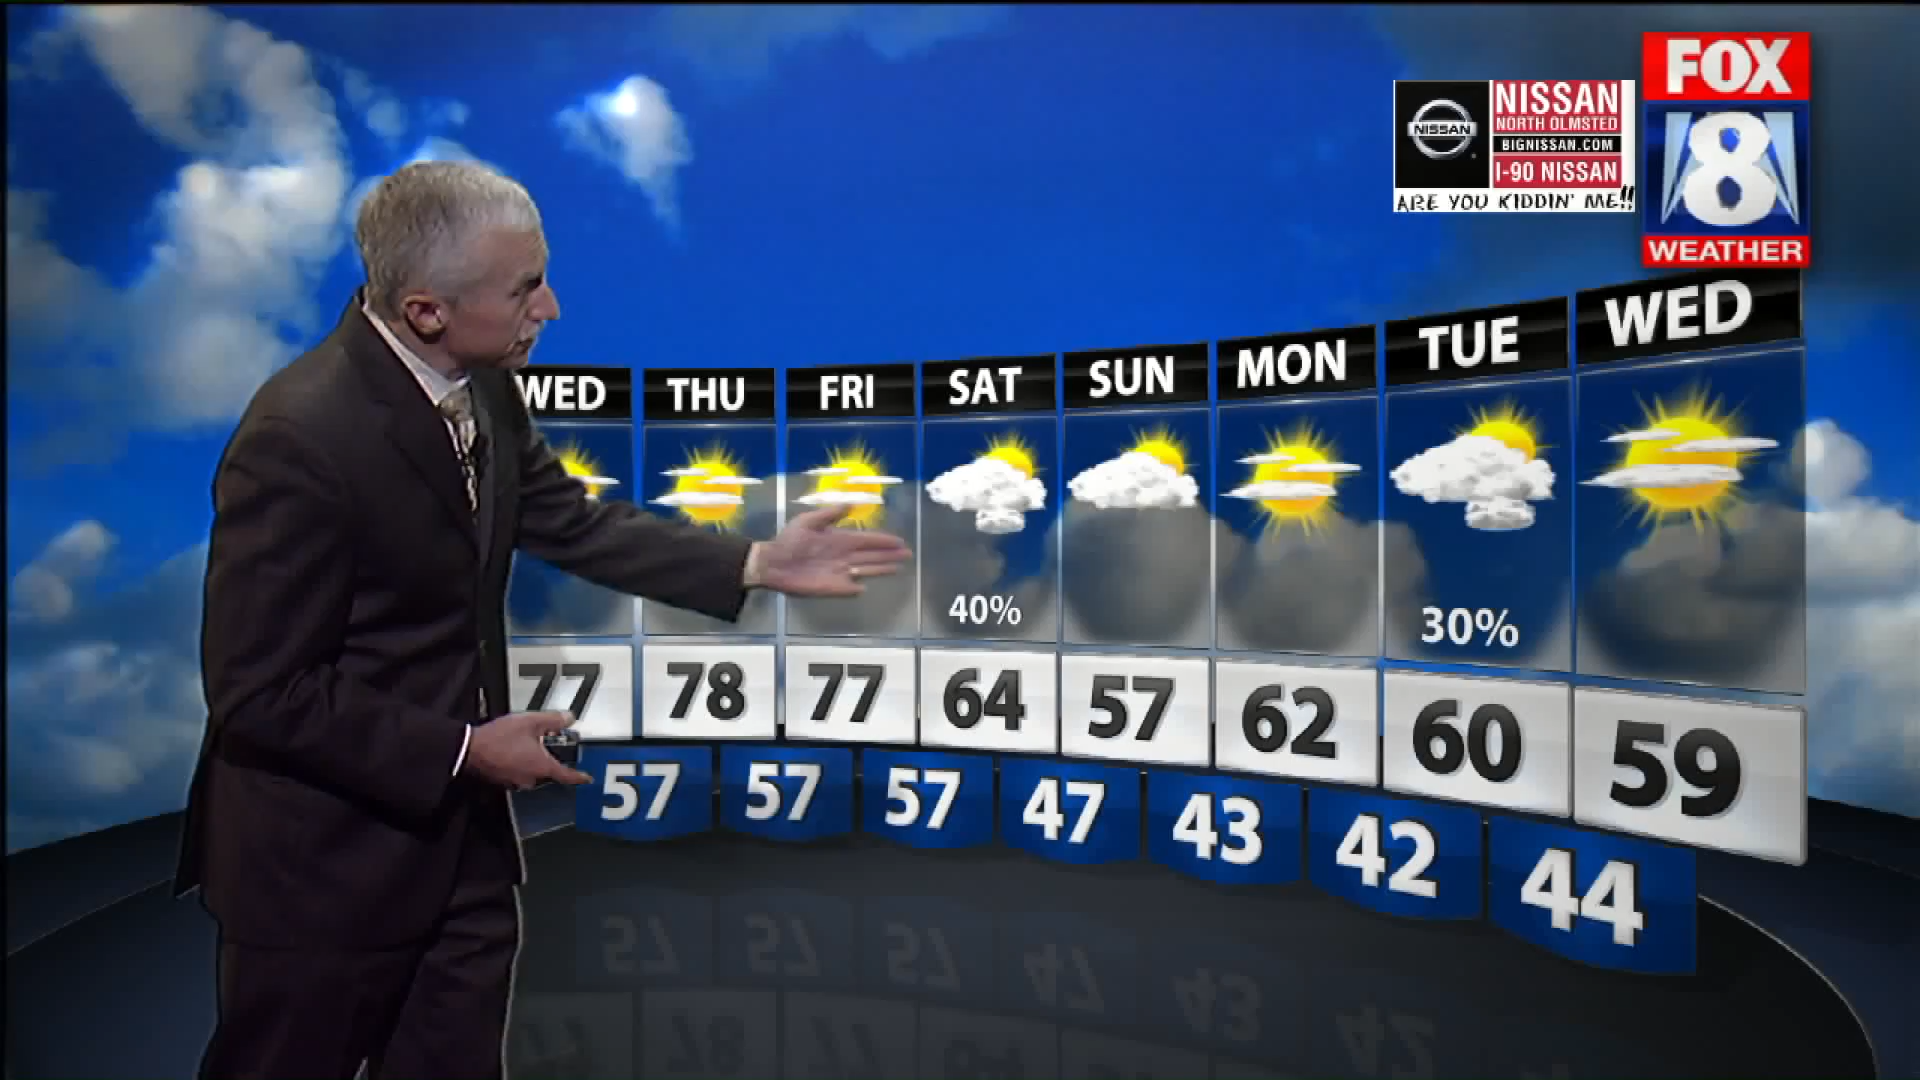 FOX
8
WEATHER
NISSAN
NISSAN
NORTH OLMSTED
BIGNISSAN.COM
I-90 NISSAN
ARE YOU KIDDIN' ME!!
WED THU FRI SAT SUN MON TUE WED
40% 30%
77 78 77 64 57 62 60 59
57 57 57 47 43 42 44